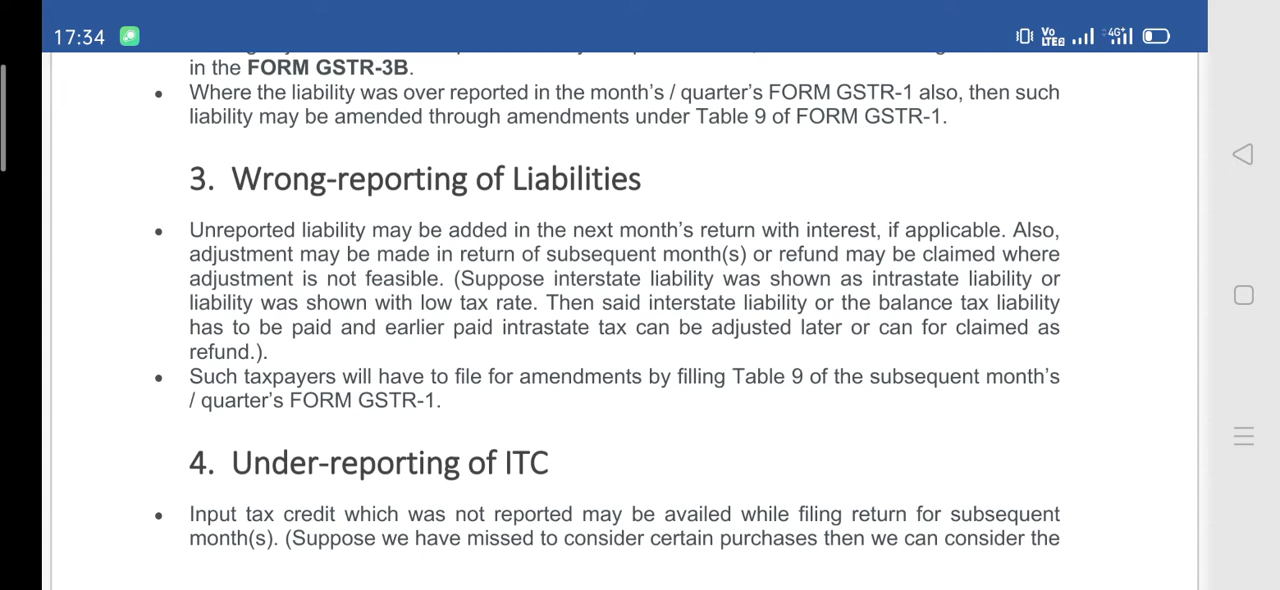 17:34
Vo LTE2 4G+
in the FORM GSTR-3B.
• Where the liability was over reported in the month's / quarter's FORM GSTR-1 also, then such
liability may be amended through amendments under Table 9 of FORM GSTR-1.
3. Wrong-reporting of Liabilities
• Unreported liability may be added in the next month's return with interest, if applicable. Also,
adjustment may be made in return of subsequent month(s) or refund may be claimed where
adjustment is not feasible. (Suppose interstate liability was shown as intrastate liability or
liability was shown with low tax rate. Then said interstate liability or the balance tax liability
has to be paid and earlier paid intrastate tax can be adjusted later or can for claimed as
refund.).
• Such taxpayers will have to file for amendments by filling Table 9 of the subsequent month's
/ quarter's FORM GSTR-1.
4. Under-reporting of ITC
• Input tax credit which was not reported may be availed while filing return for subsequent
month(s). (Suppose we have missed to consider certain purchases then we can consider the